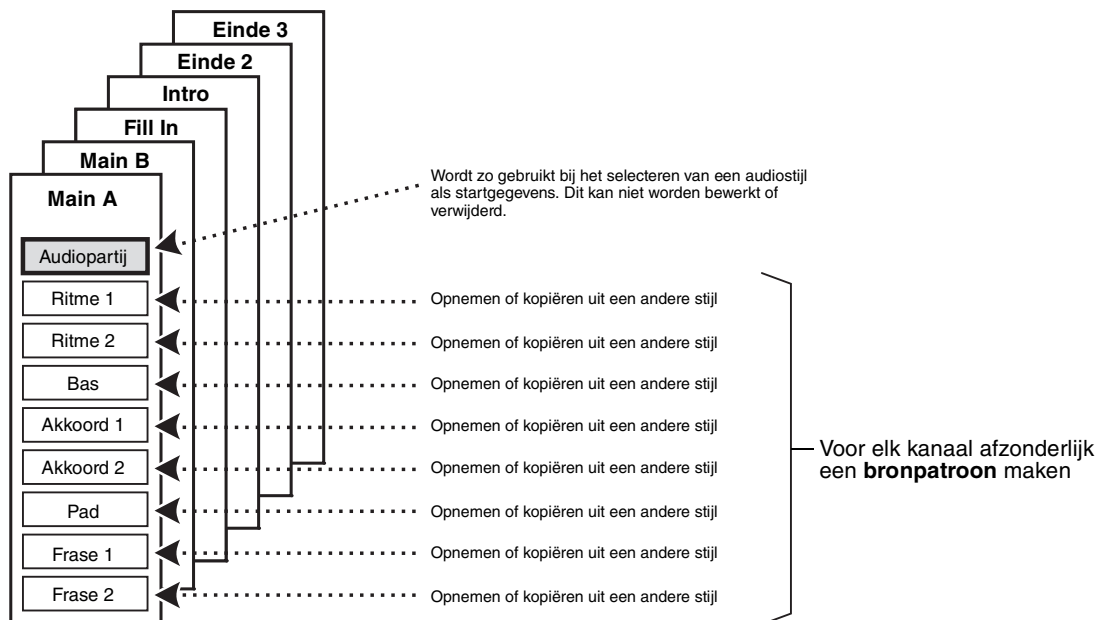 Einde 3
Einde 2
Intro
Fill In
Main B
Main A
Wordt zo gebruikt bij het selecteren van een audiostijl
als startgegevens. Dit kan niet worden bewerkt of
verwijderd.
Audiopartij
Ritme 1
Opnemen of kopiëren uit een andere stijl
Ritme 2
Opnemen of kopiëren uit een andere stijl
Bas
Opnemen of kopiëren uit een andere stijl
Akkoord 1
Opnemen of kopiëren uit een andere stijl
Akkoord 2
Opnemen of kopiëren uit een andere stijl
Pad
Opnemen of kopiëren uit een andere stijl
Frase 1
Opnemen of kopiëren uit een andere stijl
Frase 2
Opnemen of kopiëren uit een andere stijl
Voor elk kanaal afzonderlijk
een bronpatroon maken